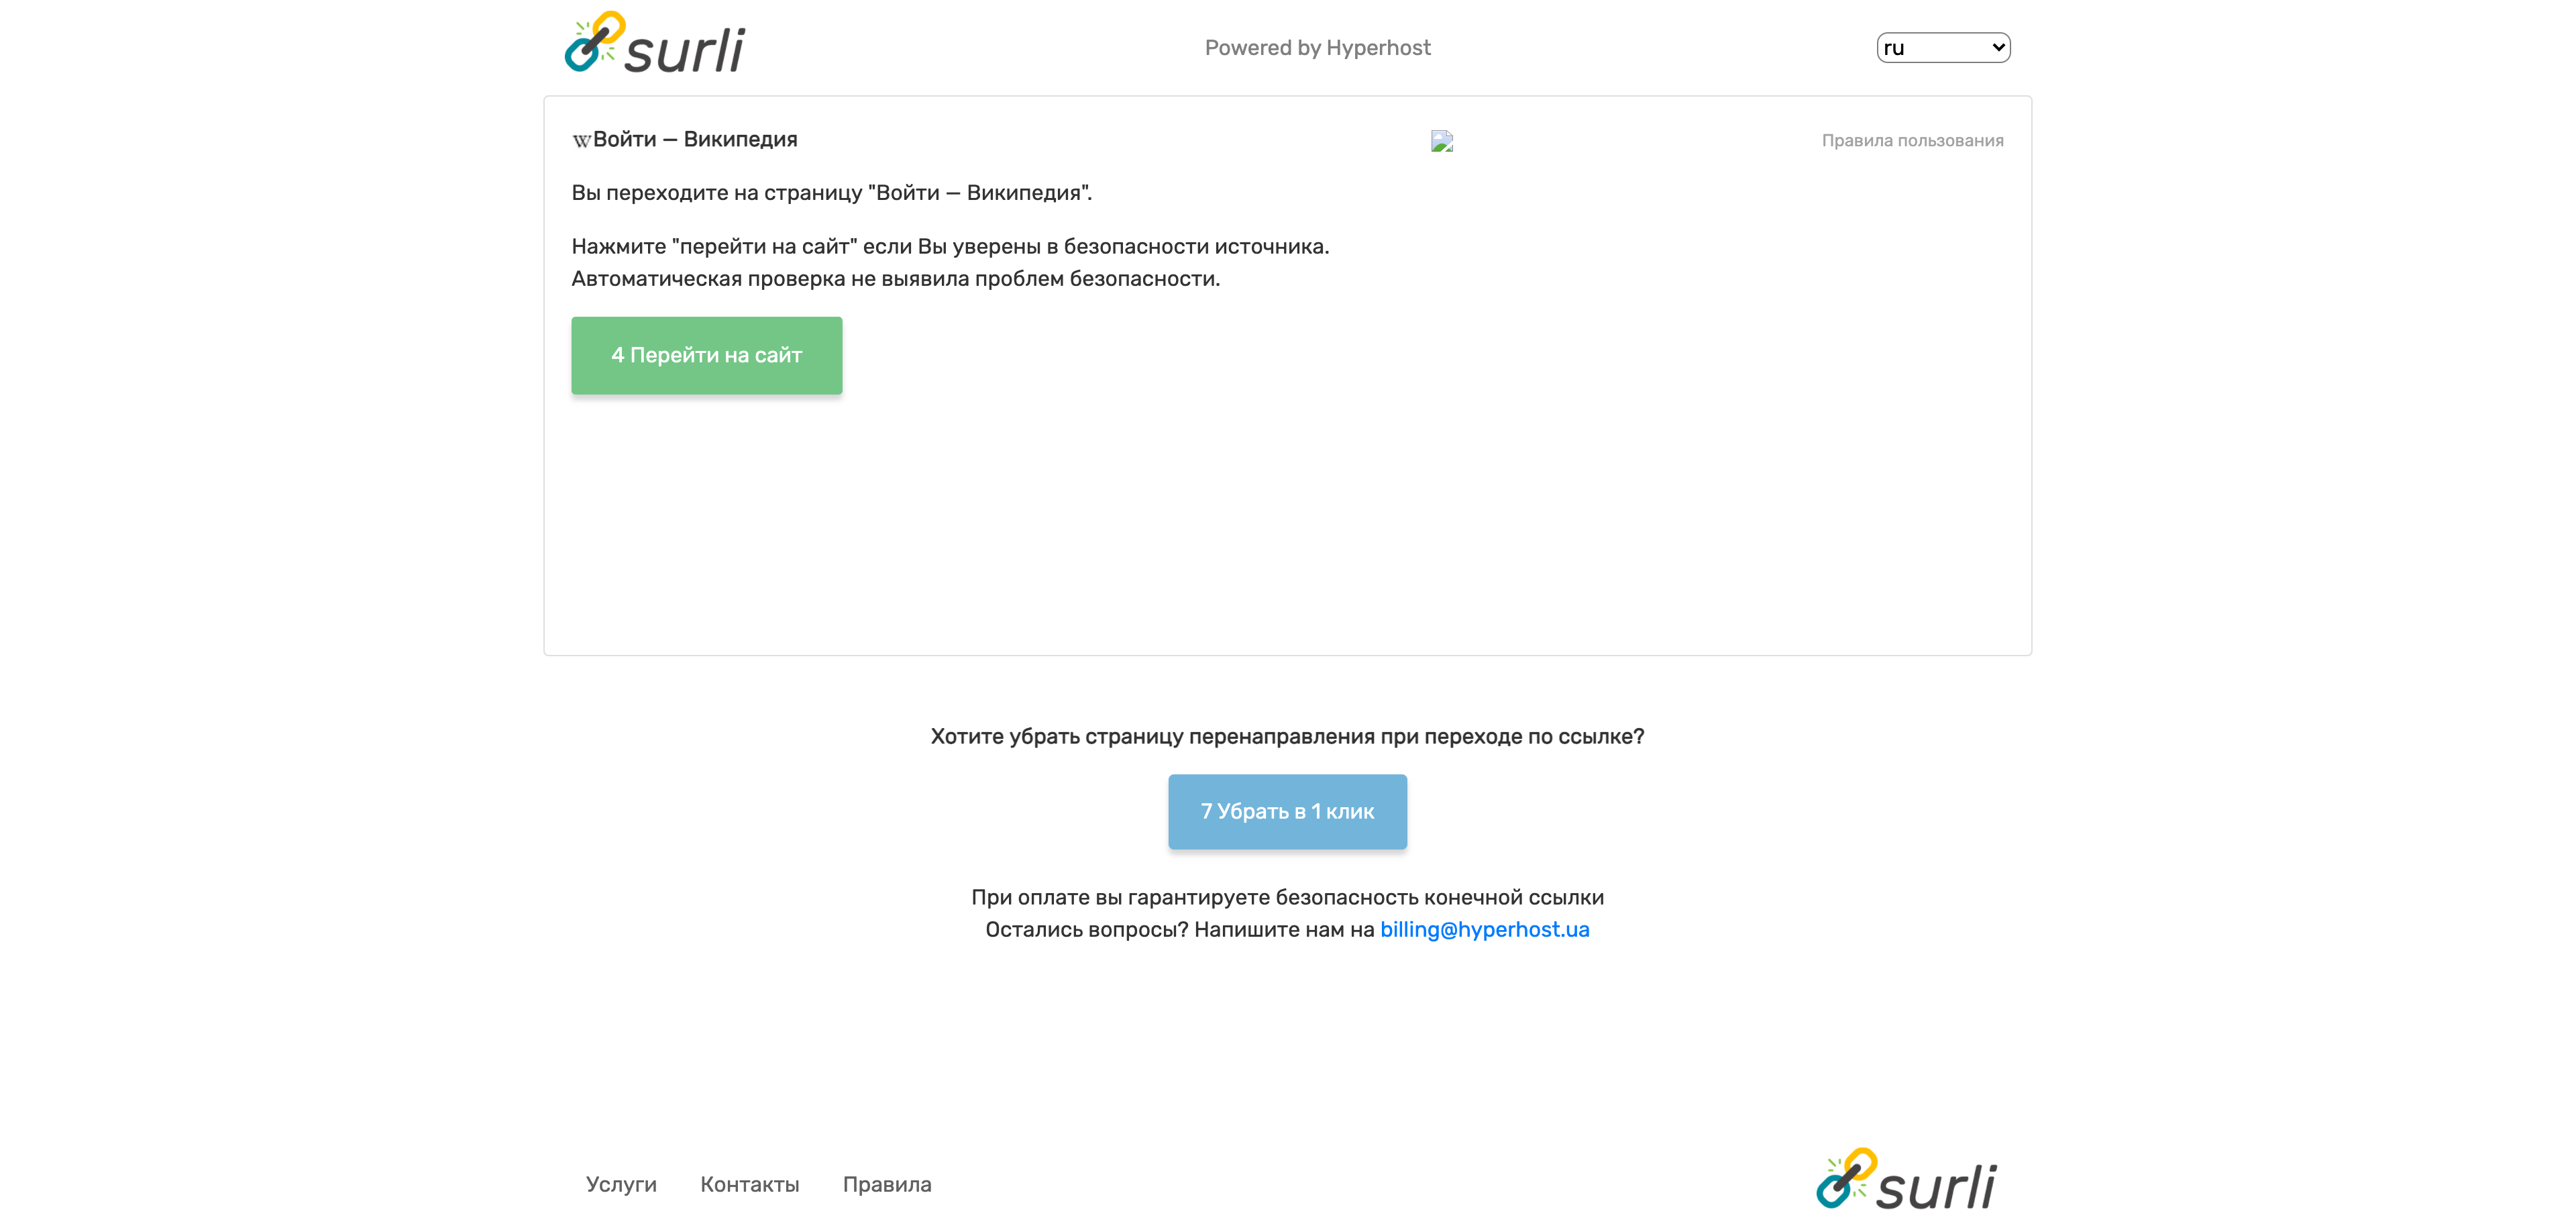 surli
Powered by Hyperhost
ru
Войти — Википедия
Правила пользования
Вы переходите на страницу "Войти — Википедия".
Нажмите "перейти на сайт" если Вы уверены в безопасности источника.
Автоматическая проверка не выявила проблем безопасности.
4 Перейти на сайт
Хотите убрать страницу перенаправления при переходе по ссылке?
7 Убрать в 1 клик
При оплате вы гарантируете безопасность конечной ссылки
Остались вопросы? Напишите нам на billing@hyperhost.ua
Услуги
Контакты
Правила
surli